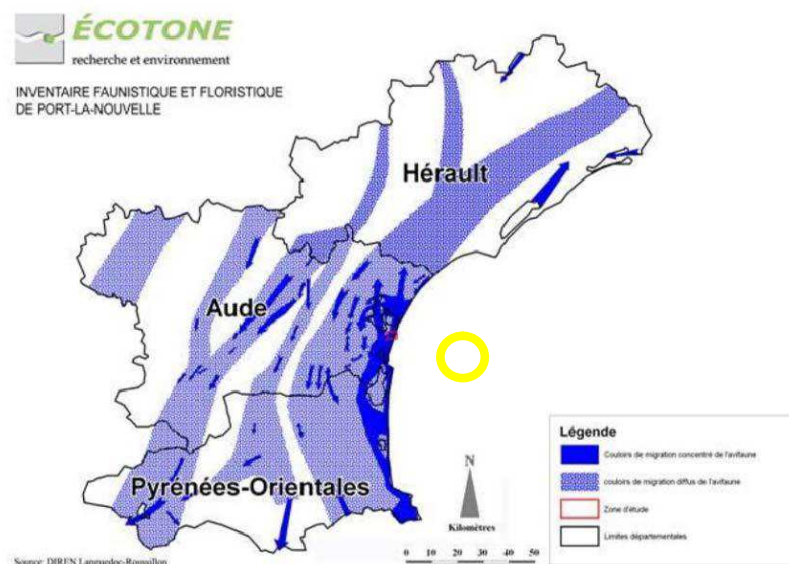 ÉCOTONE
recherche et environnement
INVENTAIRE FAUNISTIQUE ET FLORISTIQUE
DE PORT-LA-NOUVELLE
Hérault
Aude
Pyrénées-Orientales
N
Kilomètres
0 10 20 30 40 50
Légende
Couloirs de migration concentré de l'avifaune
couloirs de migration diffus de l'avifaune
Zone d'étude
Limites départementales
Source: DIREN Languedoc-Roussillon